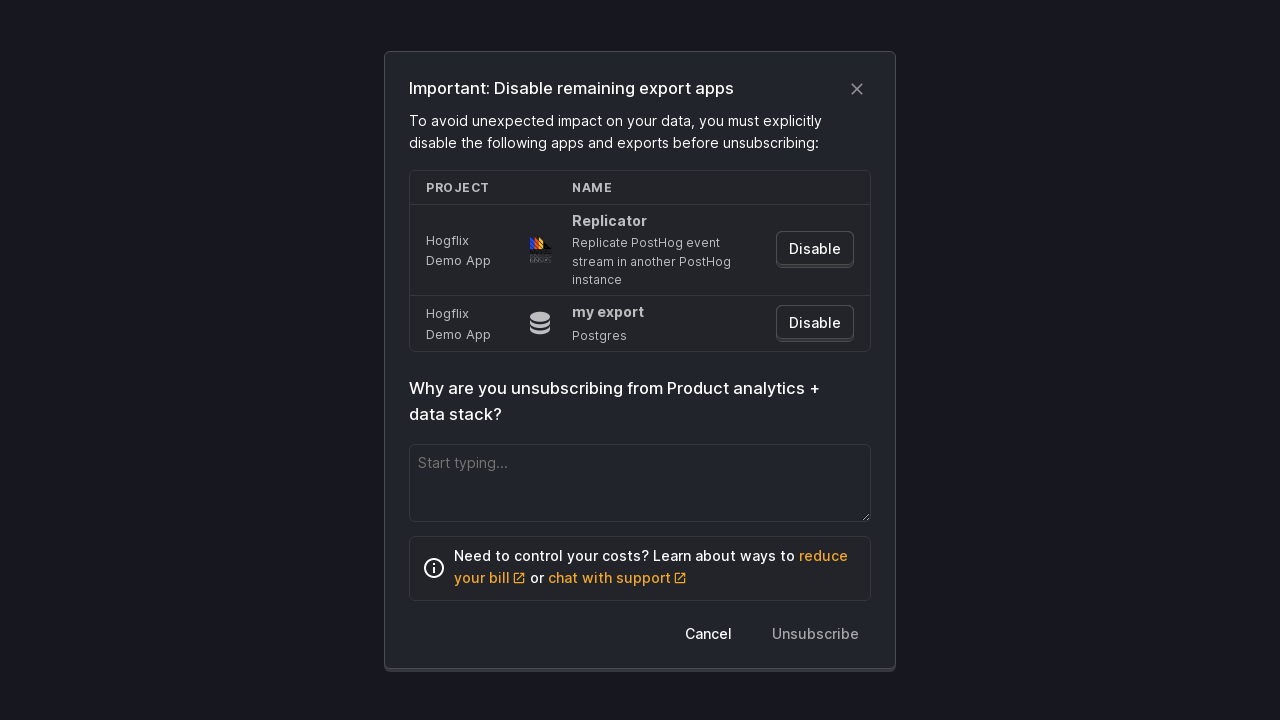 Important: Disable remaining export apps
To avoid unexpected impact on your data, you must explicitly
disable the following apps and exports before unsubscribing:
PROJECT NAME
Hogflix
Demo App
Replicator
Replicate PostHog event
stream in another PostHog
instance
Disable
Hogflix
Demo App
my export
Postgres
Disable
Why are you unsubscribing from Product analytics +
data stack?
Start typing...
Need to control your costs? Learn about ways to reduce
your bill or chat with support
Cancel Unsubscribe